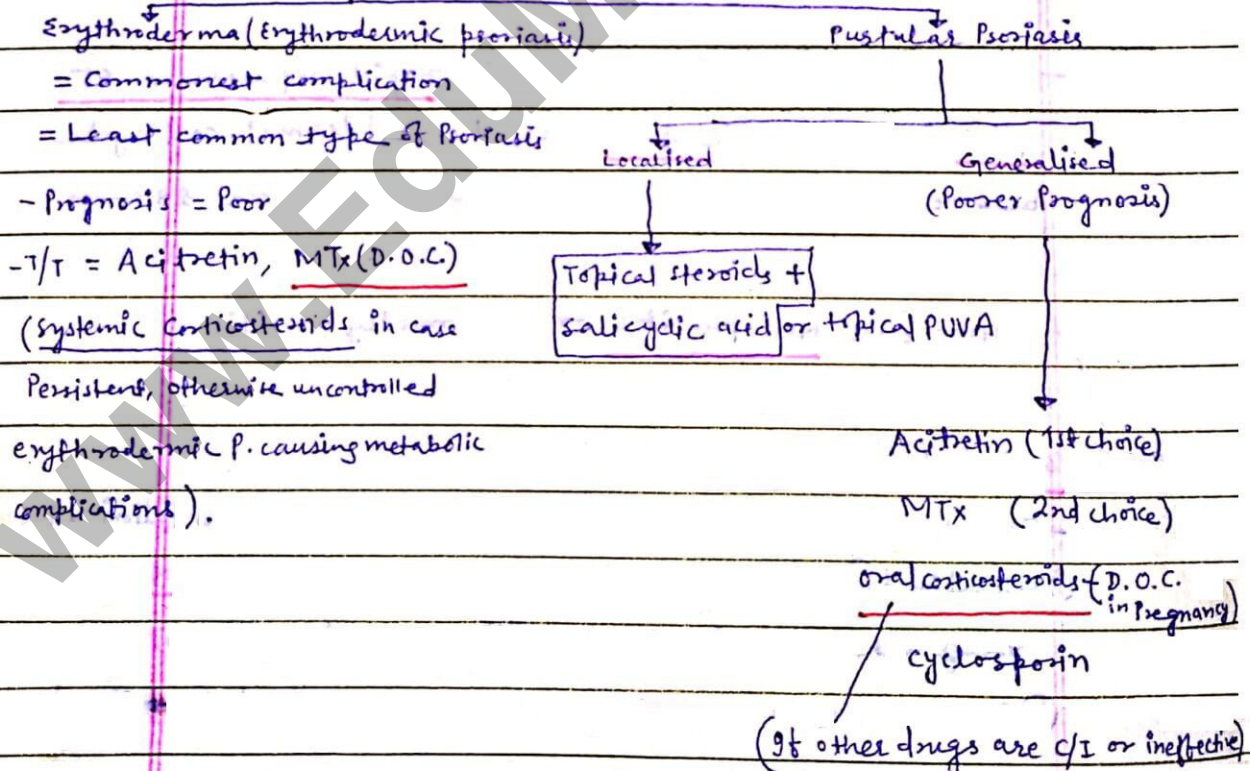 Erythroderma (Erythrodermic psoriasis)
= Commonest complication
= Least common type of Psoriasis
- Prognosis = Poor
- T/T = Acitretin, MTx (D.O.C.)
(systemic corticosteroids in case
Persistent, otherwise uncontrolled
erythrodermic P. causing metabolic
complications).
Pustular Psoriasis
Localised
Topical steroids +
salicyclic acid or topical PUVA
Generalised
(Poorer Prognosis)
Acitretin (1st choice)
MTx (2nd choice)
oral corticosteroids (D.O.C.
in Pregnancy)
cyclosporin
(If other drugs are C/I or ineffective)